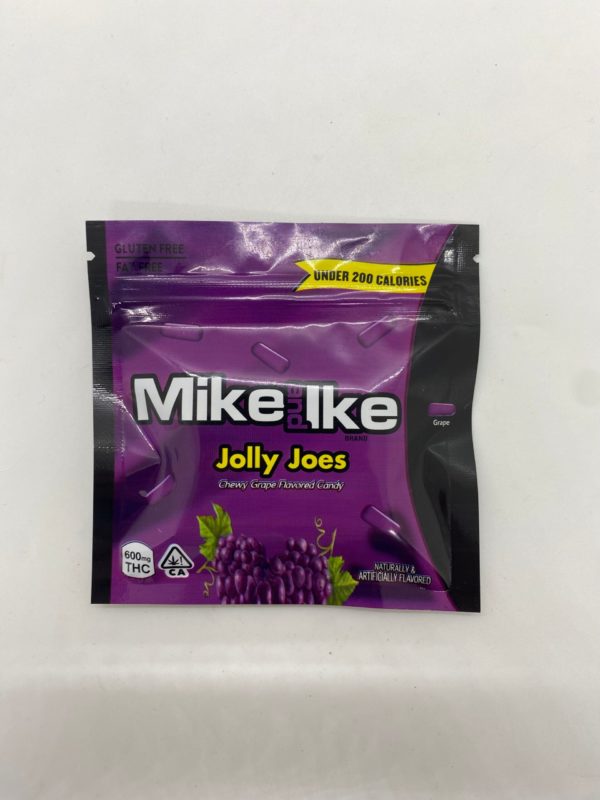 GLUTEN FREE
FAT FREE
UNDER 200 CALORIES
Mike and Ike
BRAND
Grape
Jolly Joes
Chewy Grape Flavored Candy
600mg
THC
CA
NATURALLY &
ARTIFICIALLY FLAVORED